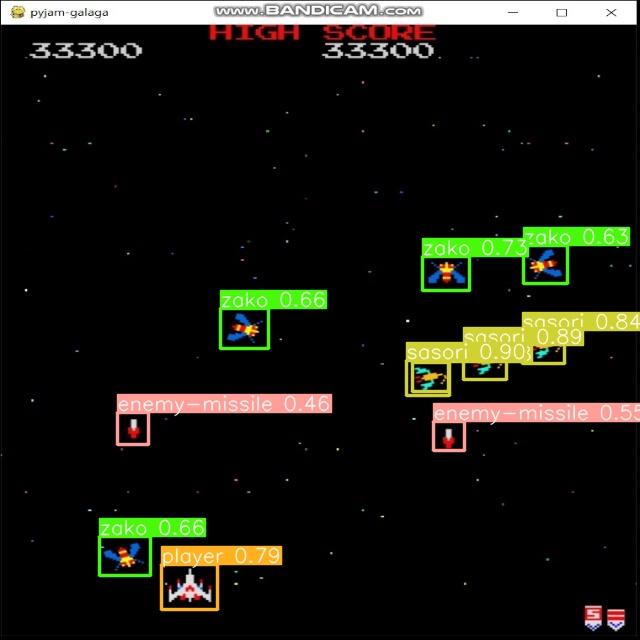 pyjam-galaga
www.BANDICAM.com
HIGH SCORE
33300 33300
zako 0.73
zako 0.63
zako 0.66
sasori 0.84
sasori 0.89
sasori 0.90
enemy-missile 0.46
enemy-missile 0.55
zako 0.66
player 0.79
5